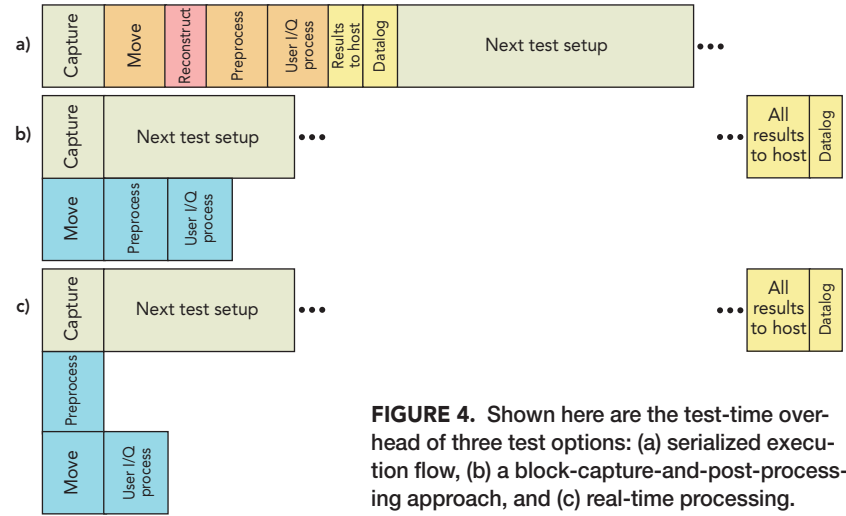 a)
Capture
Move
Reconstruct
Preprocess
User I/Q
process
Results
to host
Datalog
Next test setup
•••
b)
Capture
Next test setup
•••
•••
All
results
to host
Datalog
Move
Preprocess
User I/Q
process
c)
Capture
Next test setup
•••
•••
All
results
to host
Datalog
Preprocess
Move
User I/Q
process
FIGURE 4. Shown here are the test-time over-
head of three test options: (a) serialized execu-
tion flow, (b) a block-capture-and-post-process-
ing approach, and (c) real-time processing.